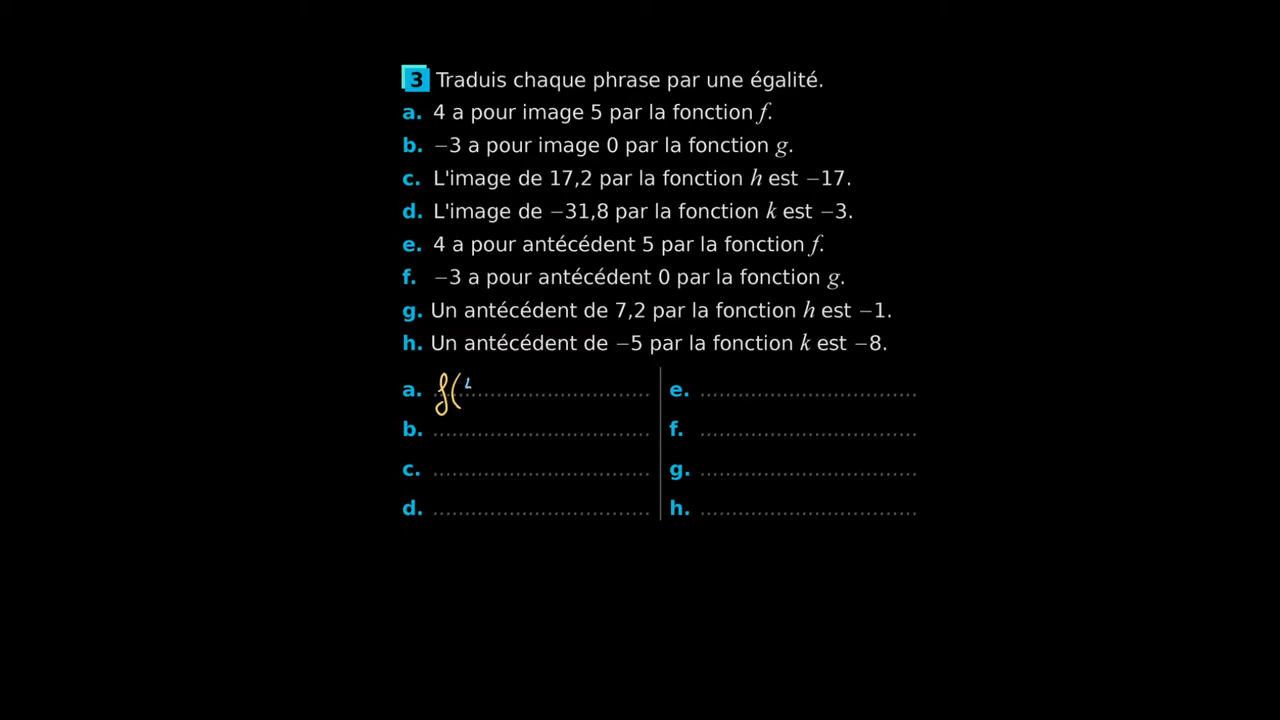 3 Traduis chaque phrase par une égalité.
a. 4 a pour image 5 par la fonction f.
b. −3 a pour image 0 par la fonction g.
c. L'image de 17,2 par la fonction h est −17.
d. L'image de −31,8 par la fonction k est −3.
e. 4 a pour antécédent 5 par la fonction f.
f. −3 a pour antécédent 0 par la fonction g.
g. Un antécédent de 7,2 par la fonction h est −1.
h. Un antécédent de −5 par la fonction k est −8.
a. f(
b.
c.
d.
e.
f.
g.
h.